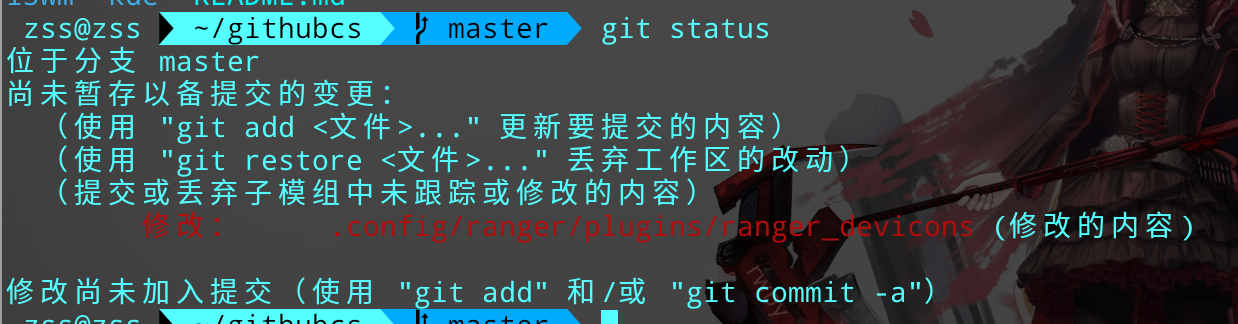 i3wm kde README.md
zss@zss ~/githubcs master git status
位于分支 master
尚未暂存以备提交的变更：
（使用 "git add <文件>..." 更新要提交的内容）
（使用 "git restore <文件>..." 丢弃工作区的改动）
（提交或丢弃子模组中未跟踪或修改的内容）
修改： .config/ranger/plugins/ranger_devicons (修改的内容)
修改尚未加入提交（使用 "git add" 和/或 "git commit -a"）
zss@zss ~/githubcs master